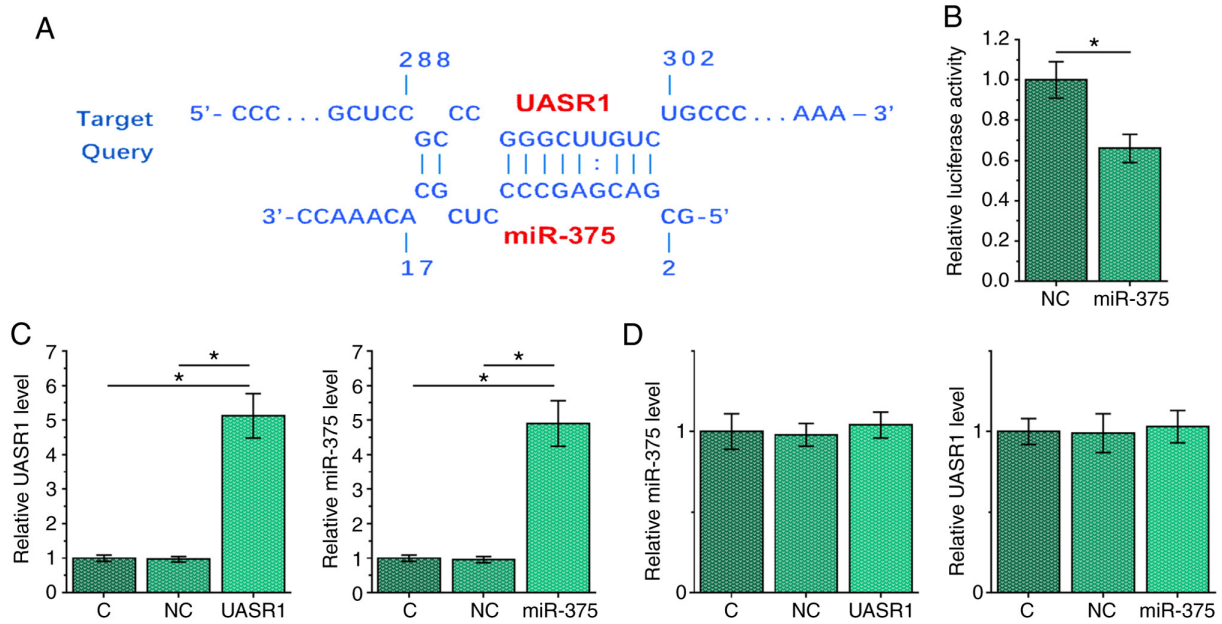 A
288
302
UASR1
Target
5’- CCC ... GCUCC
CC
UGCCC ... AAA – 3’
Query
GC
GGGCUUGUC
:
CG
CCCGAGCAG
3’-CCAAACA
CUC
CG-5’
miR-375
17
2
B
Relative luciferase activity
1.2
1.0
0.8
0.6
0.4
0.2
0.0
*
NC miR-375
C
Relative UASR1 level
7
6
5
4
3
2
1
0
*
*
C NC UASR1
Relative miR-375 level
7
6
5
4
3
2
1
0
*
*
C NC miR-375
D
Relative miR-375 level
1
0
C NC UASR1
Relative UASR1 level
1
0
C NC miR-375